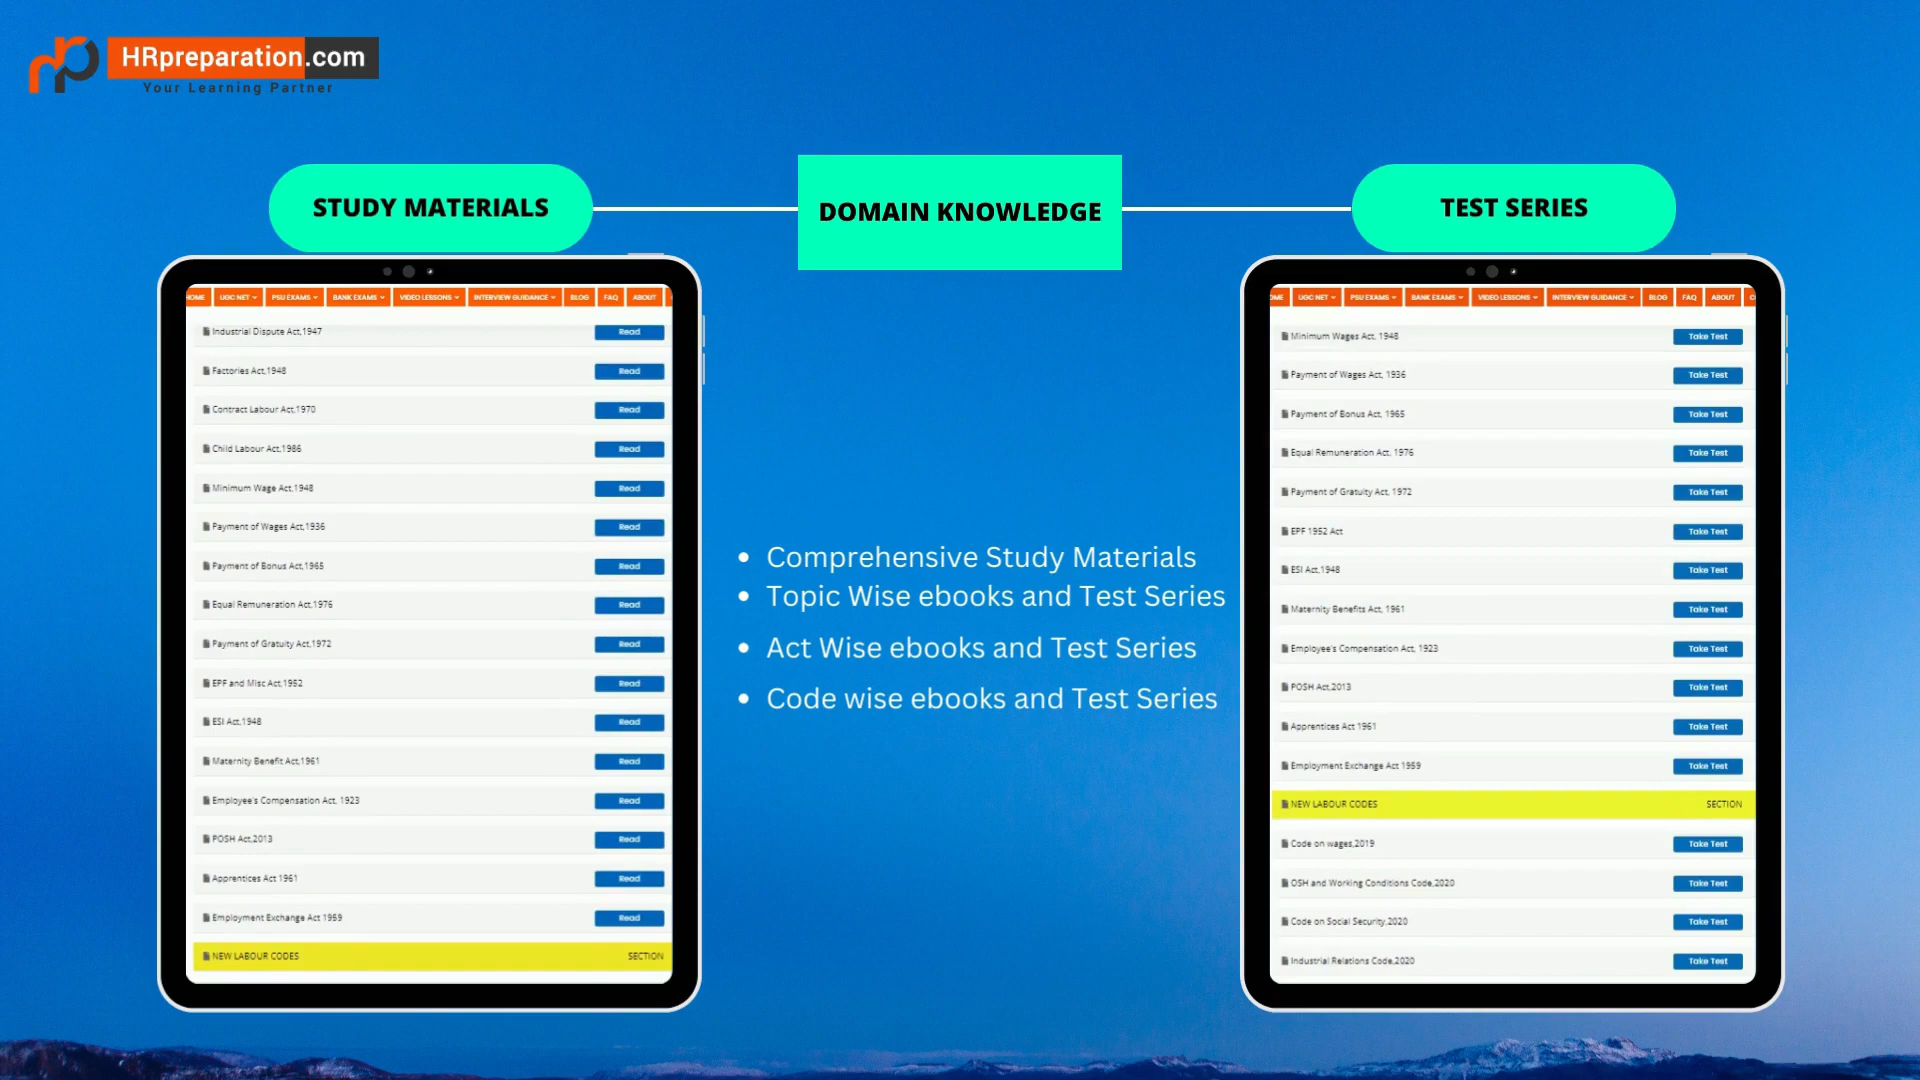 HRpreparation.com
Your Learning Partner
STUDY MATERIALS
DOMAIN KNOWLEDGE
TEST SERIES
HOME UGC NET PSU EXAMS BANK EXAMS VIDEO LESSONS INTERVIEW GUIDANCE BLOG FAQ ABOUT
Industrial Dispute Act,1947 Read
Factories Act,1948 Read
Contract Labour Act,1970 Read
Child Labour Act,1986 Read
Minimum Wage Act,1948 Read
Payment of Wages Act,1936 Read
Payment of Bonus Act,1965 Read
Equal Remuneration Act,1976 Read
Payment of Gratuity Act,1972 Read
EPF and Misc Act,1952 Read
ESI Act,1948 Read
Maternity Benefit Act,1961 Read
Employee's Compensation Act, 1923 Read
POSH Act,2013 Read
Apprentices Act 1961 Read
Employment Exchange Act 1959 Read
NEW LABOUR CODES SECTION
• Comprehensive Study Materials
• Topic Wise ebooks and Test Series
• Act Wise ebooks and Test Series
• Code wise ebooks and Test Series
OME UGC NET PSU EXAMS BANK EXAMS VIDEO LESSONS INTERVIEW GUIDANCE BLOG FAQ ABOUT
Minimum Wages Act, 1948 Take Test
Payment of Wages Act, 1936 Take Test
Payment of Bonus Act, 1965 Take Test
Equal Remuneration Act, 1976 Take Test
Payment of Gratuity Act, 1972 Take Test
EPF 1952 Act Take Test
ESI Act,1948 Take Test
Maternity Benefits Act, 1961 Take Test
Employee's Compensation Act, 1923 Take Test
POSH Act,2013 Take Test
Apprentices Act 1961 Take Test
Employment Exchange Act 1959 Take Test
NEW LABOUR CODES SECTION
Code on wages,2019 Take Test
OSH and Working Conditions Code,2020 Take Test
Code on Social Security,2020 Take Test
Industrial Relations Code,2020 Take Test